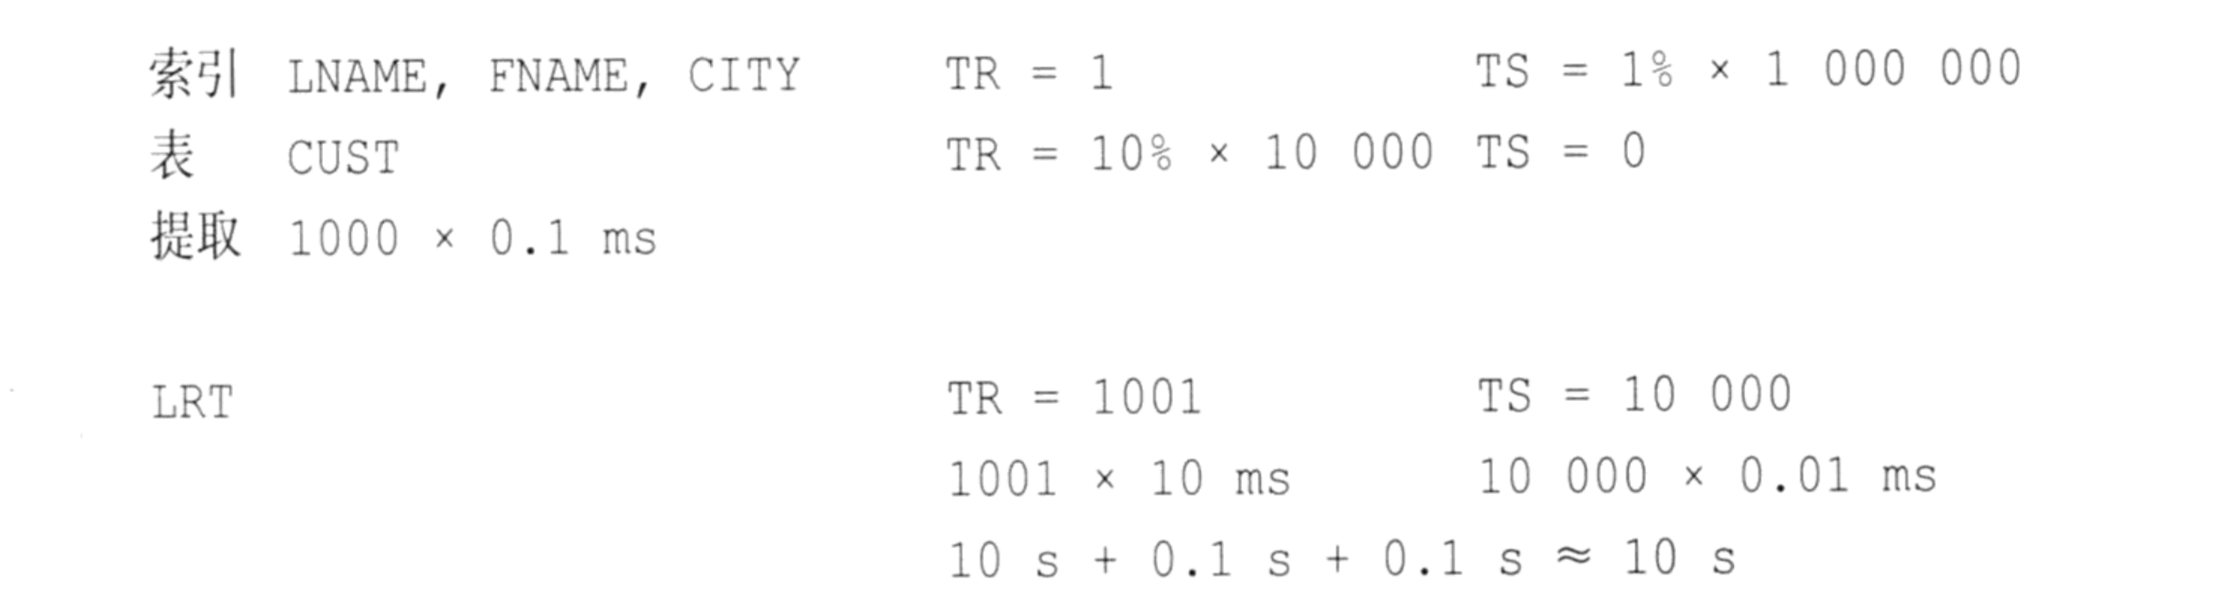 索引 LNAME, FNAME, CITY TR = 1 TS = 1% × 1 000 000
表 CUST TR = 10% × 10 000 TS = 0
提取 1000 × 0.1 ms
LRT TR = 1001 TS = 10 000
1001 × 10 ms 10 000 × 0.01 ms
10 s + 0.1 s + 0.1 s ≈ 10 s